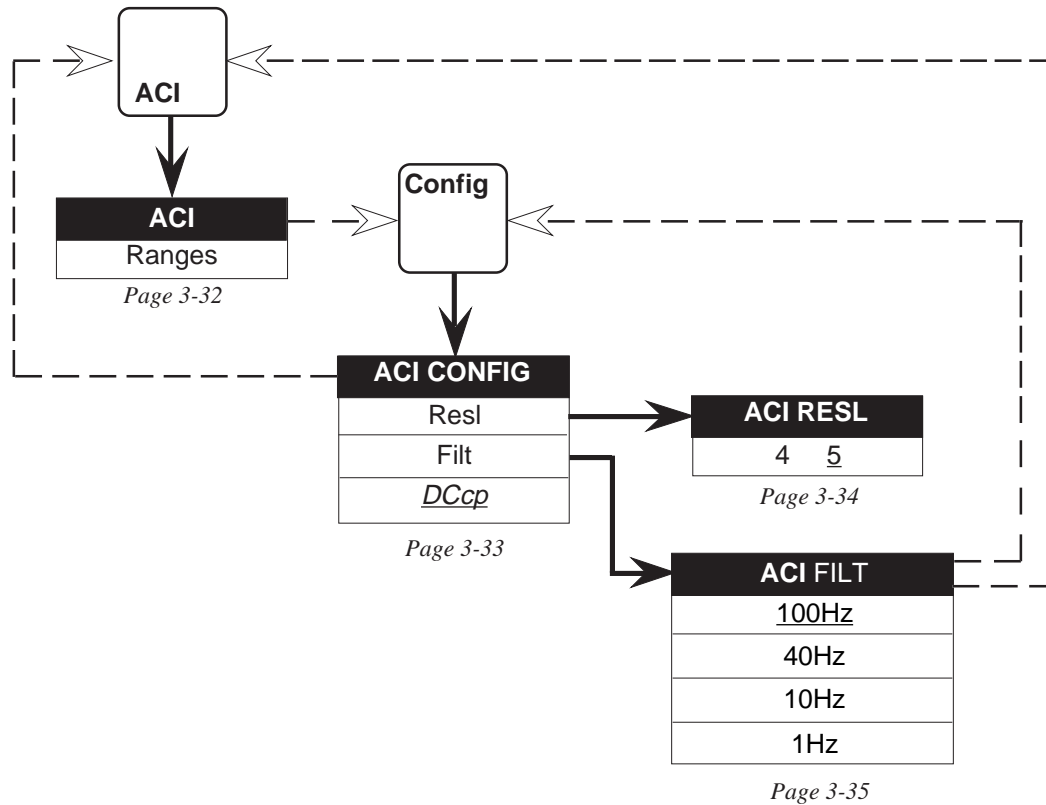 ACI
ACI
Ranges
Page 3-32
Config
ACI CONFIG
Resl
Filt
DCcp
Page 3-33
ACI RESL
4 5
Page 3-34
ACI FILT
100Hz
40Hz
10Hz
1Hz
Page 3-35